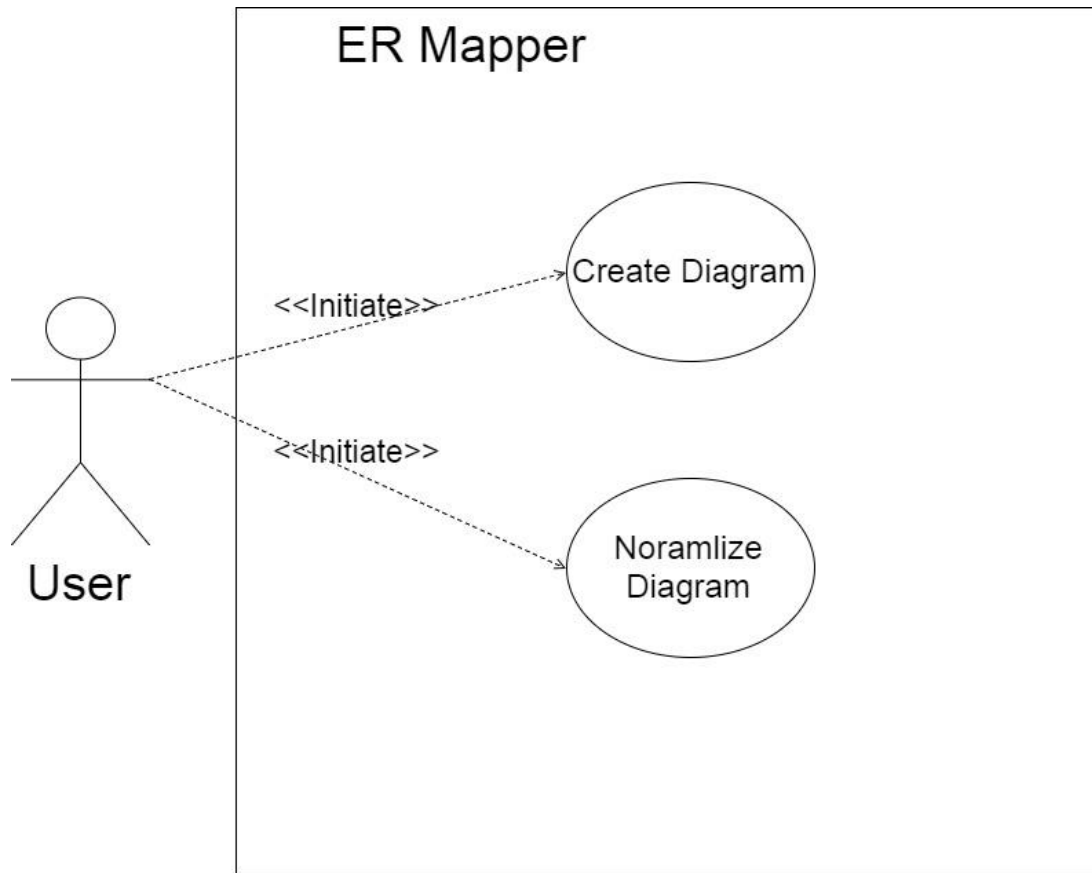 ER Mapper
Create Diagram
<<Initiate>>
<<Initiate>>
Noramlize
Diagram
User